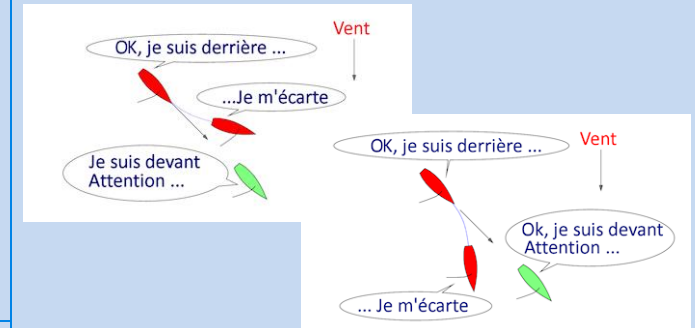 Vent
OK, je suis derrière ...
...Je m'écarte
Je suis devant
Attention ...
Vent
OK, je suis derrière ...
Ok, je suis devant
Attention ...
... Je m'écarte